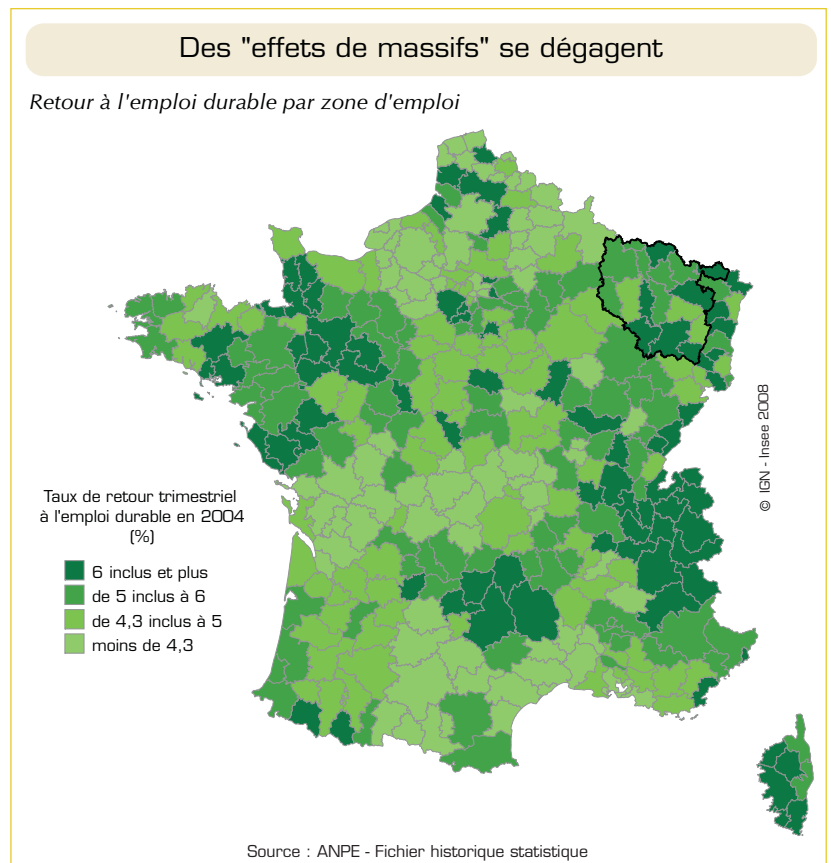 Des "effets de massifs" se dégagent
Retour à l'emploi durable par zone d'emploi
© IGN - Insee 2008
Taux de retour trimestriel
à l'emploi durable en 2004
(%)
6 inclus et plus
de 5 inclus à 6
de 4,3 inclus à 5
moins de 4,3
Source : ANPE - Fichier historique statistique